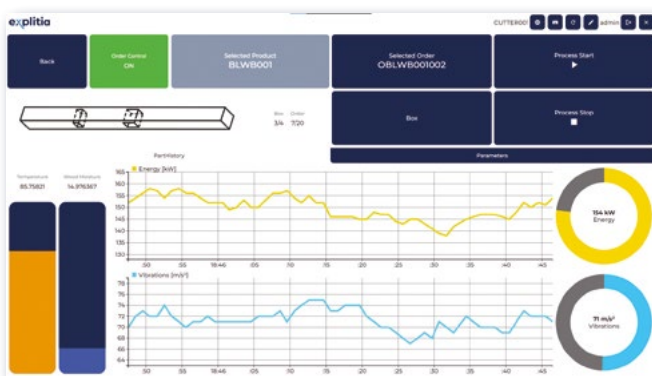 explitia
CUTTER001
admin
Back
Order Control
ON
Selected Product
BLWB001
Selected Order
OBLWB001002
Process Start
Box
3/4
Order
7/20
Box
Process Stop
PartHistory
Parameters
Temperature
85.75821
Wood Moisture
14.976367
Energy [kW]
165
160
155
150
145
140
135
130
:50
:55
18:46
:05
:10
:15
:20
:25
:30
:35
:40
:45
154 kW
Energy
Vibrations [m/s²]
78
76
74
72
70
68
66
64
:50
:55
18:46
:05
:10
:15
:20
:25
:30
:35
:40
:45
71 m/s²
Vibrations